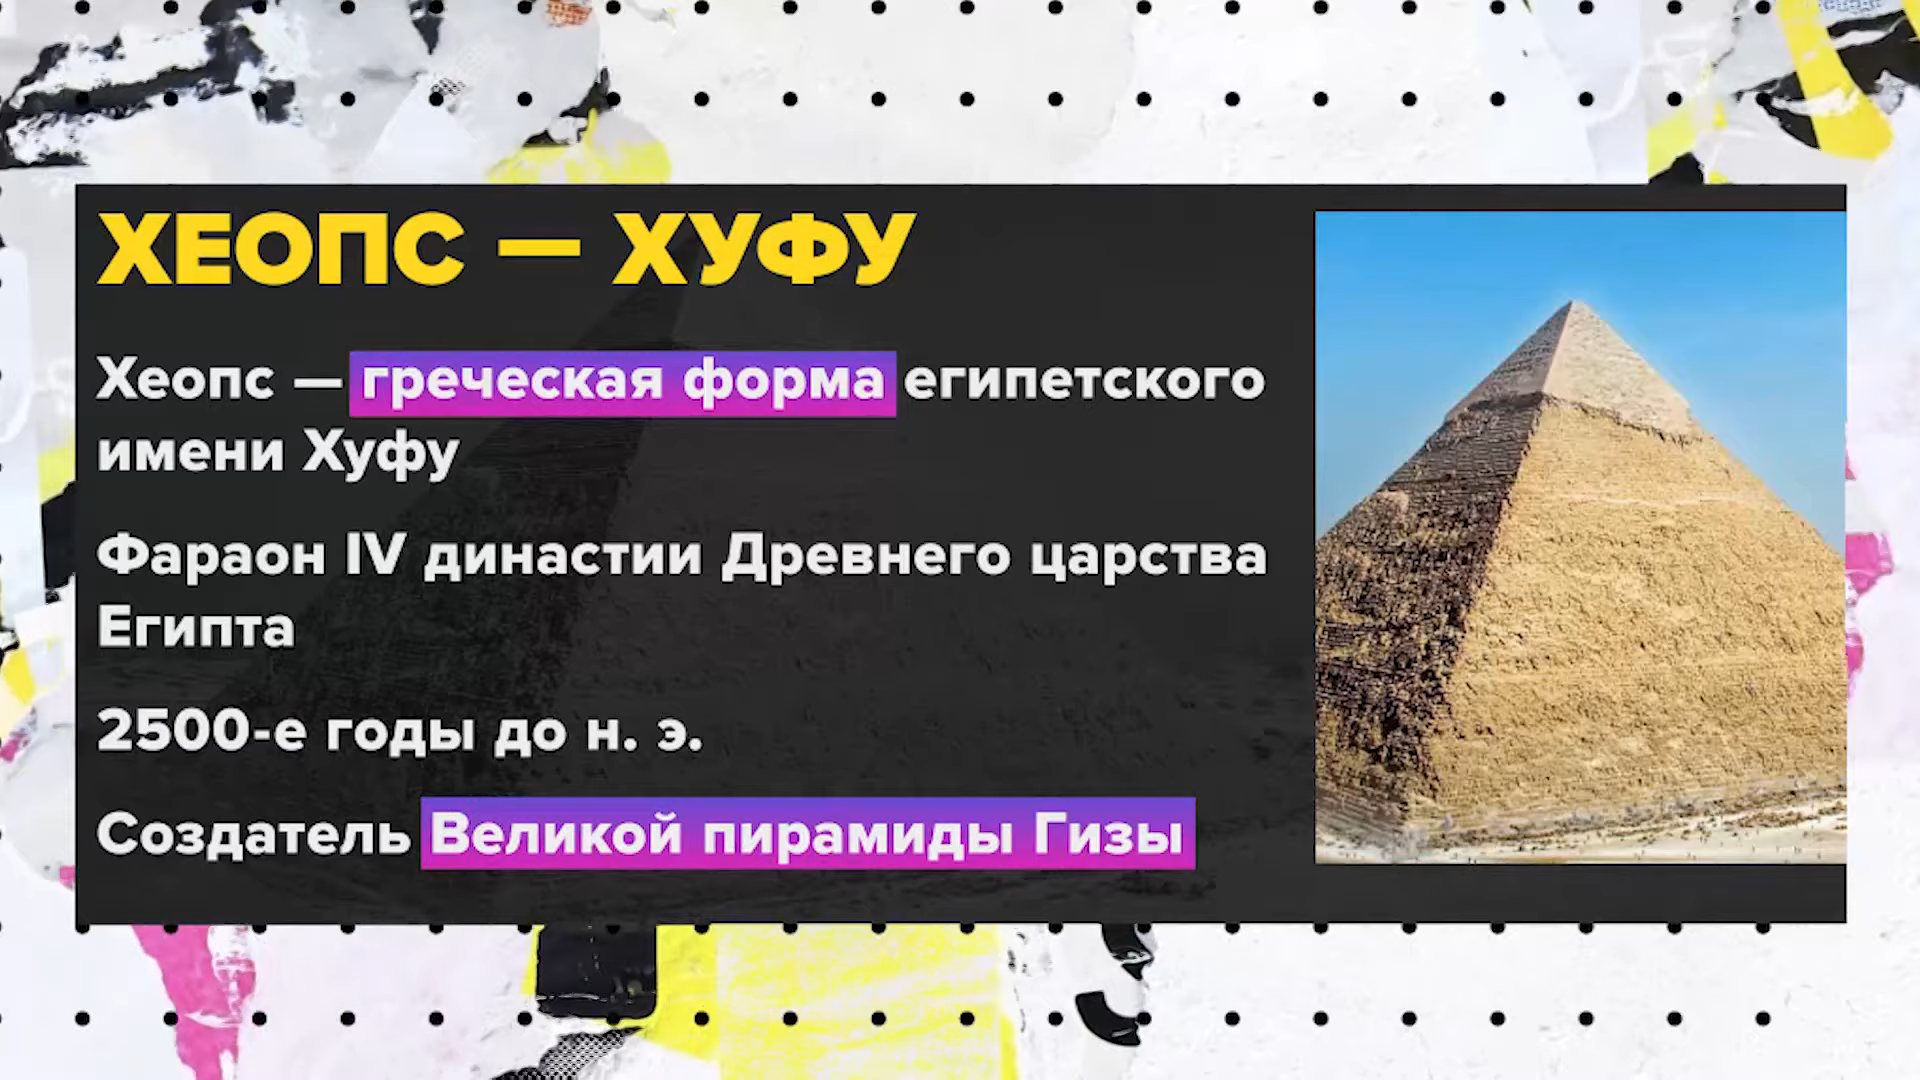 ХЕОПС — ХУФУ
Хеопс — греческая форма египетского
имени Хуфу
Фараон IV династии Древнего царства
Египта
2500-е годы до н. э.
Создатель Великой пирамиды Гизы